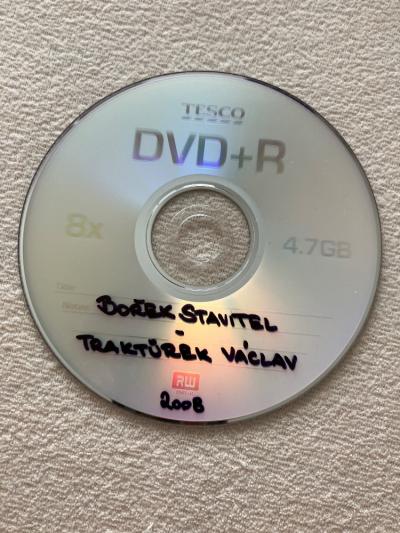 TESCO
DVD+R
8x
4.7GB
BOŘEK STAVITEL
-
TRAKTŮREK VÁCLAV
RW
2008